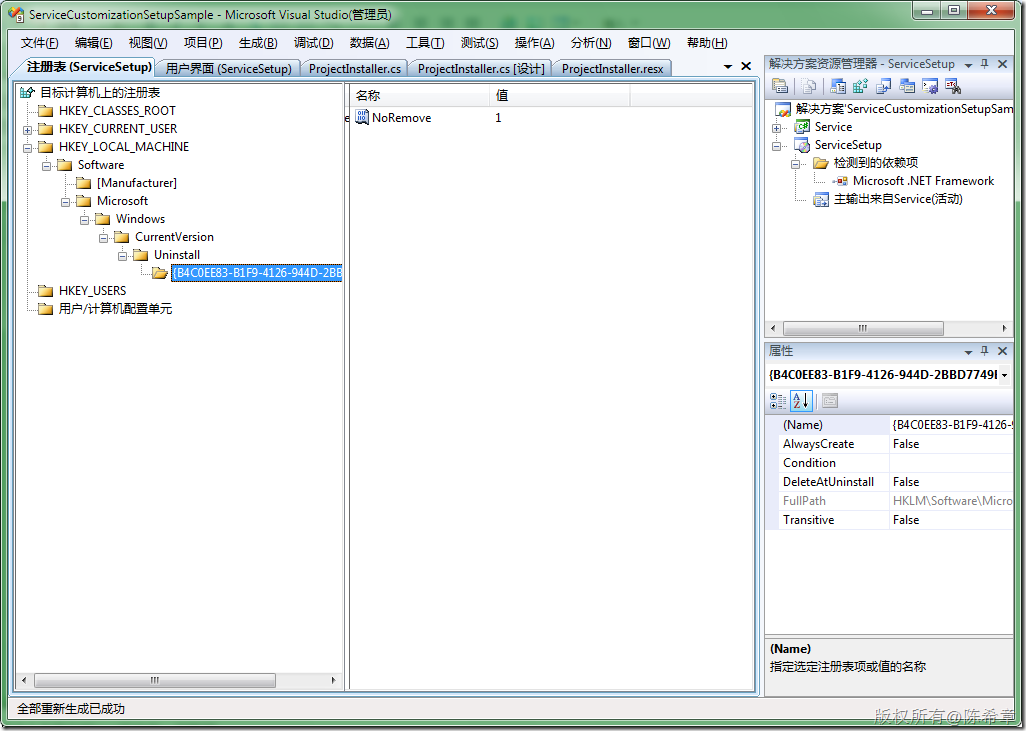 ServiceCustomizationSetupSample - Microsoft Visual Studio(管理员)
文件(F) 编辑(E) 视图(V) 项目(P) 生成(B) 调试(D) 数据(A) 工具(T) 测试(S) 操作(A) 分析(N) 窗口(W) 帮助(H)
注册表 (ServiceSetup) 用户界面 (ServiceSetup) ProjectInstaller.cs ProjectInstaller.cs [设计] ProjectInstaller.resx
目标计算机上的注册表
HKEY_CLASSES_ROOT
HKEY_CURRENT_USER
HKEY_LOCAL_MACHINE
Software
[Manufacturer]
Microsoft
Windows
CurrentVersion
Uninstall
{B4C0EE83-B1F9-4126-944D-2BB
HKEY_USERS
用户/计算机配置单元
名称 值
NoRemove 1
解决方案资源管理器 - ServiceSetup
解决方案'ServiceCustomizationSetupSam
Service
ServiceSetup
检测到的依赖项
Microsoft .NET Framework
主输出来自Service(活动)
属性
{B4C0EE83-B1F9-4126-944D-2BBD7749
(Name) {B4C0EE83-B1F9-4126-9
AlwaysCreate False
Condition
DeleteAtUninstall False
FullPath HKLM\Software\Micro
Transitive False
(Name)
指定选定注册表项或值的名称
全部重新生成已成功
版权所有@陈希章